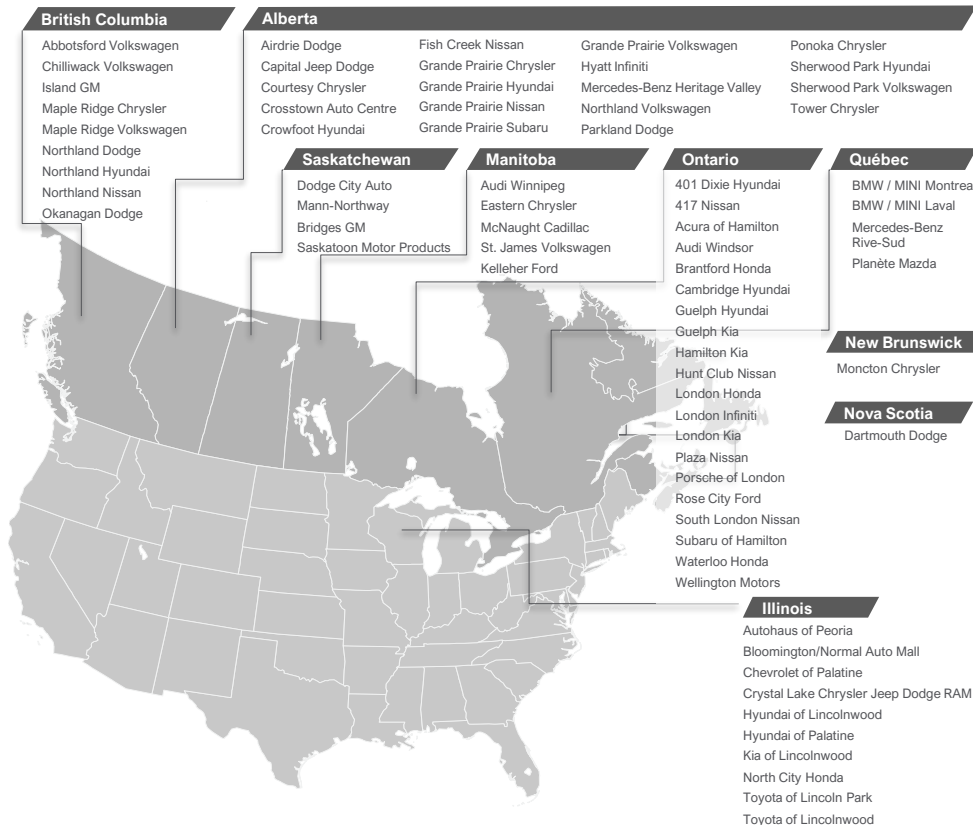 British Columbia
Abbotsford Volkswagen
Chilliwack Volkswagen
Island GM
Maple Ridge Chrysler
Maple Ridge Volkswagen
Northland Dodge
Northland Hyundai
Northland Nissan
Okanagan Dodge
Alberta
Airdrie Dodge
Capital Jeep Dodge
Courtesy Chrysler
Crosstown Auto Centre
Crowfoot Hyundai
Fish Creek Nissan
Grande Prairie Chrysler
Grande Prairie Hyundai
Grande Prairie Nissan
Grande Prairie Subaru
Grande Prairie Volkswagen
Hyatt Infiniti
Mercedes-Benz Heritage Valley
Northland Volkswagen
Parkland Dodge
Ponoka Chrysler
Sherwood Park Hyundai
Sherwood Park Volkswagen
Tower Chrysler
Saskatchewan
Dodge City Auto
Mann-Northway
Bridges GM
Saskatoon Motor Products
Manitoba
Audi Winnipeg
Eastern Chrysler
McNaught Cadillac
St. James Volkswagen
Kelleher Ford
Ontario
401 Dixie Hyundai
417 Nissan
Acura of Hamilton
Audi Windsor
Brantford Honda
Cambridge Hyundai
Guelph Hyundai
Guelph Kia
Hamilton Kia
Hunt Club Nissan
London Honda
London Infiniti
London Kia
Plaza Nissan
Porsche of London
Rose City Ford
South London Nissan
Subaru of Hamilton
Waterloo Honda
Wellington Motors
Québec
BMW / MINI Montrea
BMW / MINI Laval
Mercedes-Benz
Rive-Sud
Planète Mazda
New Brunswick
Moncton Chrysler
Nova Scotia
Dartmouth Dodge
Illinois
Autohaus of Peoria
Bloomington/Normal Auto Mall
Chevrolet of Palatine
Crystal Lake Chrysler Jeep Dodge RAM
Hyundai of Lincolnwood
Hyundai of Palatine
Kia of Lincolnwood
North City Honda
Toyota of Lincoln Park
Toyota of Lincolnwood